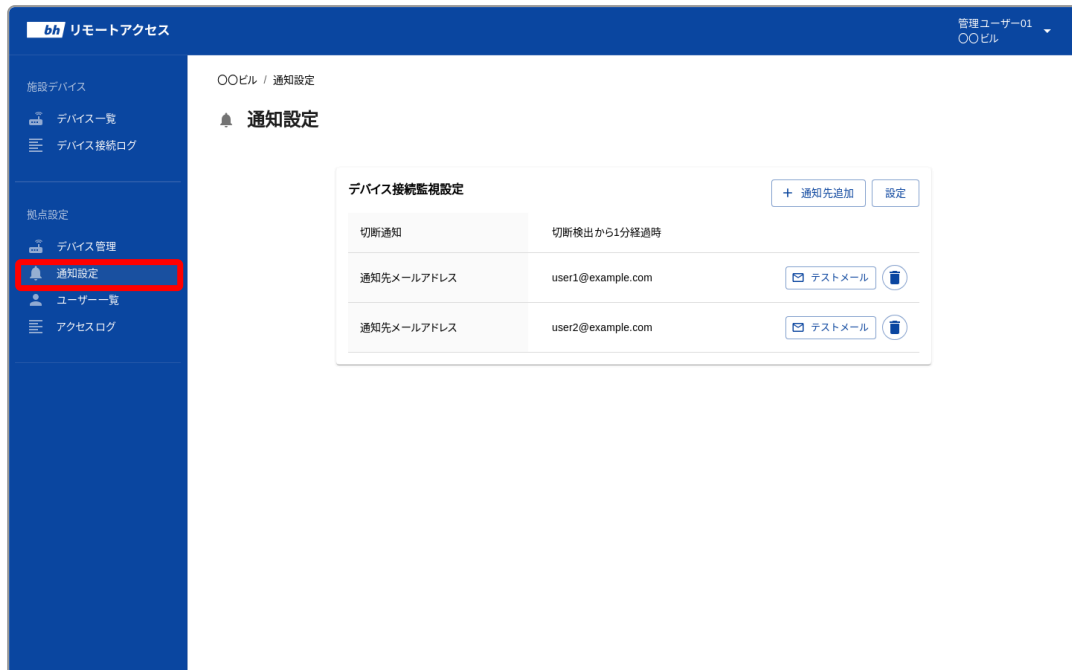 bh リモートアクセス
管理ユーザー01
〇〇ビル
施設デバイス
デバイス一覧
デバイス接続ログ
拠点設定
デバイス管理
通知設定
ユーザー一覧
アクセスログ
〇〇ビル / 通知設定
通知設定
デバイス接続監視設定
+ 通知先追加
設定
切断通知 切断検出から1分経過時
通知先メールアドレス user1@example.com テストメール
通知先メールアドレス user2@example.com テストメール